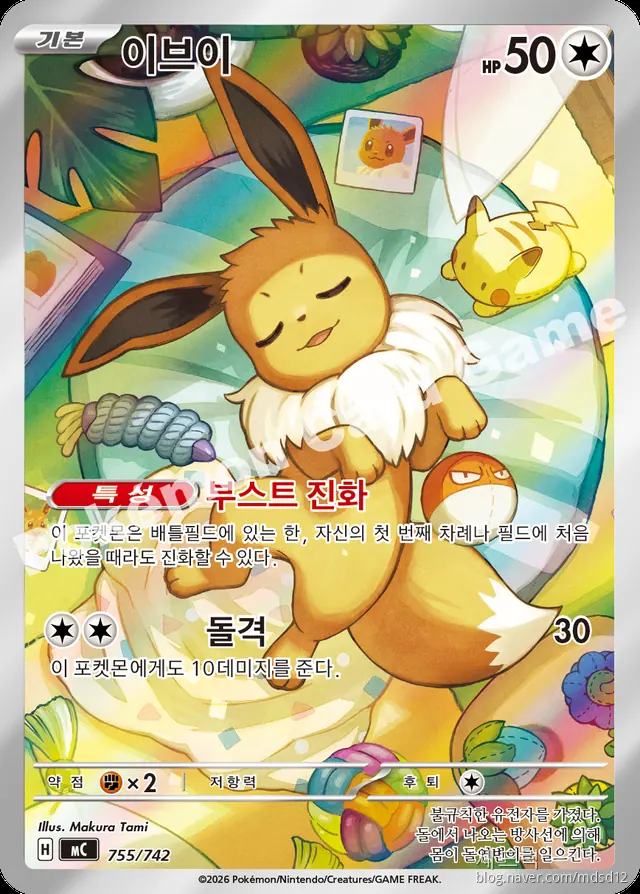 기본 이브이 HP 50
특성 부스트 진화
이 포켓몬은 배틀필드에 있는 한, 자신의 첫 번째 차례나 필드에 처음
나왔을 때라도 진화할 수 있다.
돌격 30
이 포켓몬에게도 10데미지를 준다.
약점 ×2 저항력 후퇴
불규칙한 유전자를 가졌다.
돌에서 나오는 방사선에 의해
몸이 돌연변이를 일으킨다.
Illus. Makura Tami
H mC 755/742
©2026 Pokémon/Nintendo/Creatures/GAME FREAK.
Pokémon Card Game
blog.naver.com/mdsd12